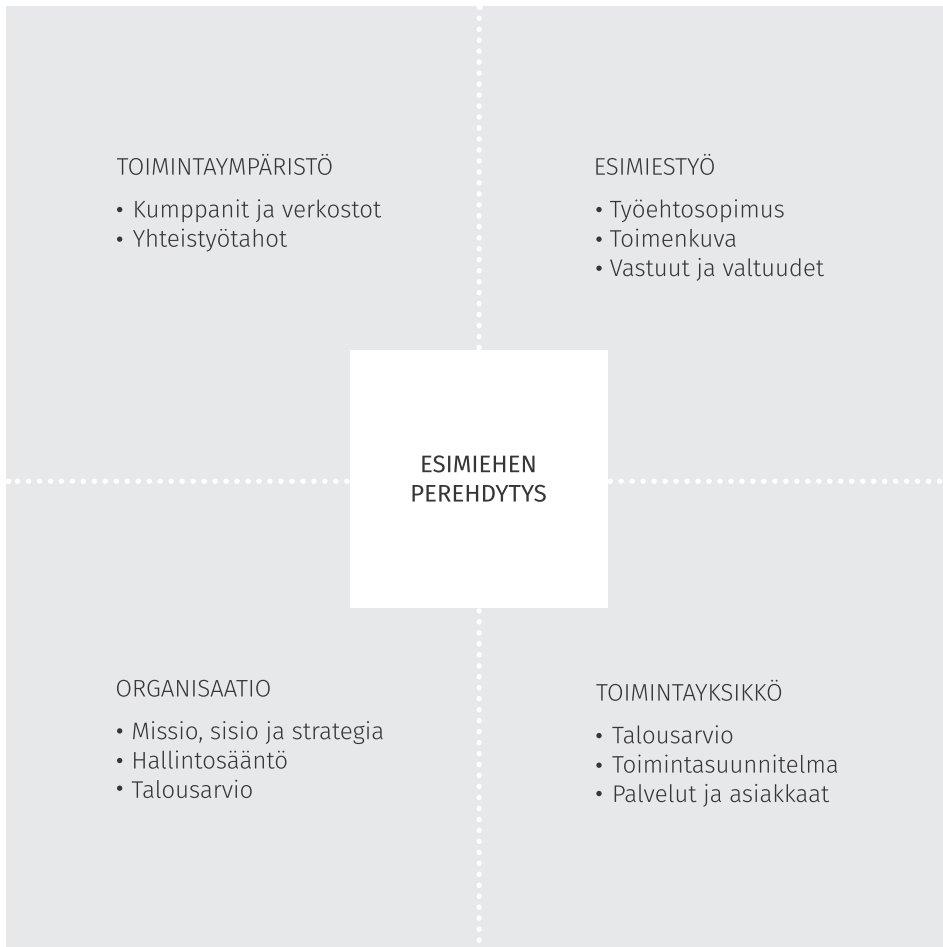 TOIMINTAYMPÄRISTÖ
• Kumppanit ja verkostot
• Yhteistyötahot
ESIMIESTYÖ
• Työehtosopimus
• Toimenkuva
• Vastuut ja valtuudet
ESIMIEHEN
PEREHDYTYS
ORGANISAATIO
• Missio, sisio ja strategia
• Hallintosääntö
• Talousarvio
TOIMINTAYKSIKKÖ
• Talousarvio
• Toimintasuunnitelma
• Palvelut ja asiakkaat